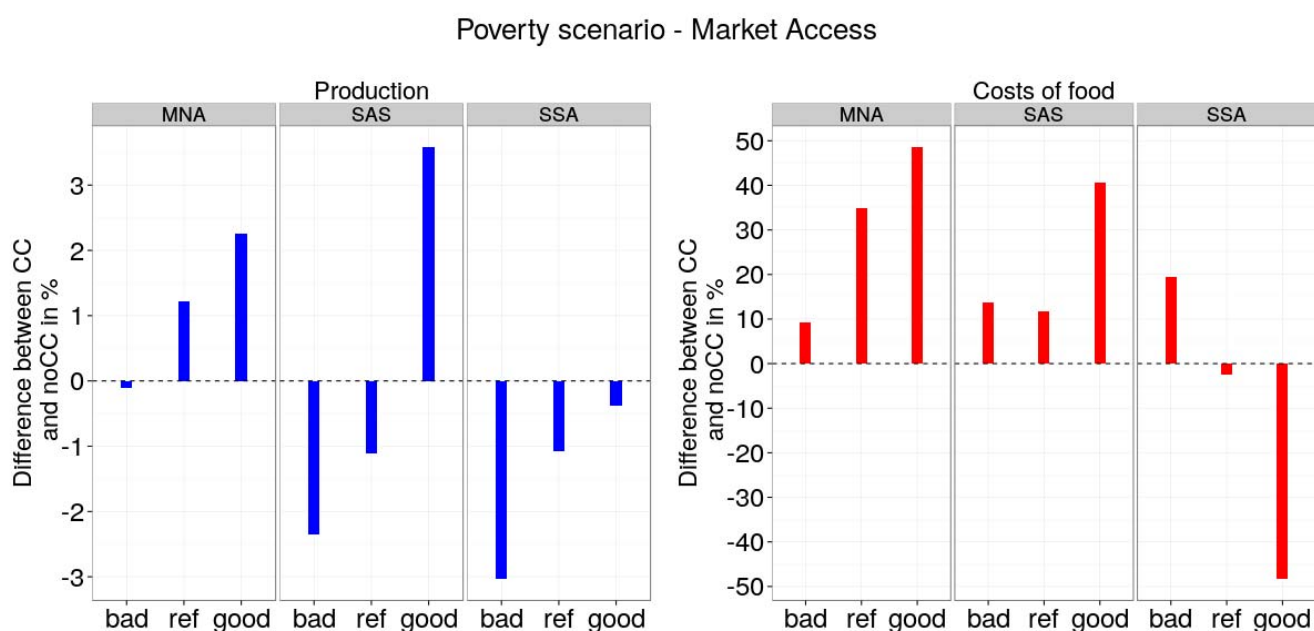 Poverty scenario - Market Access
Production
MNA
SAS
SSA
Difference between CC
and noCC in %
3
2
1
0
-1
-2
-3
bad ref good
bad ref good
bad ref good
Costs of food
MNA
SAS
SSA
Difference between CC
and noCC in %
50
40
30
20
10
0
-10
-20
-30
-40
-50
bad ref good
bad ref good
bad ref good